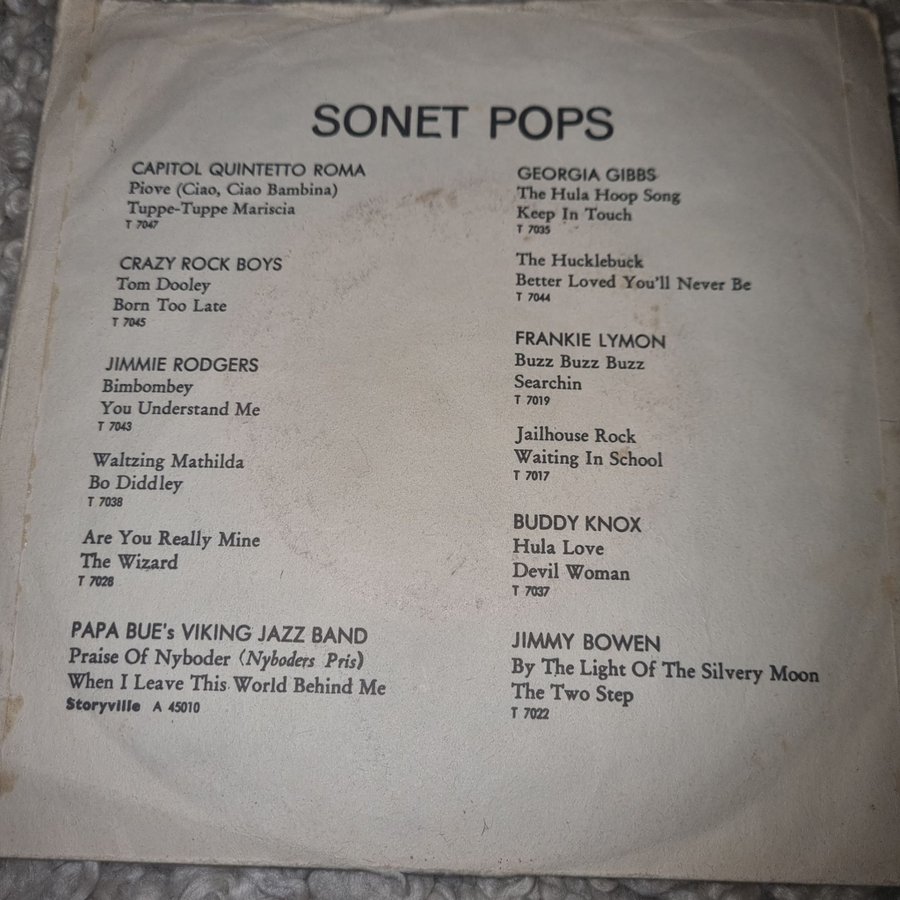 SONET POPS
CAPITOL QUINTETTO ROMA
Piove (Ciao, Ciao Bambina)
Tuppe-Tuppe Mariscia
T 7047
CRAZY ROCK BOYS
Tom Dooley
Born Too Late
T 7045
JIMMIE RODGERS
Bimbombey
You Understand Me
T 7043
Waltzing Mathilda
Bo Diddley
T 7038
Are You Really Mine
The Wizard
T 7028
PAPA BUE's VIKING JAZZ BAND
Praise Of Nyboder (Nyboders Pris)
When I Leave This World Behind Me
Storyville A 45010
GEORGIA GIBBS
The Hula Hoop Song
Keep In Touch
T 7035
The Hucklebuck
Better Loved You'll Never Be
T 7044
FRANKIE LYMON
Buzz Buzz Buzz
Searchin
T 7019
Jailhouse Rock
Waiting In School
T 7017
BUDDY KNOX
Hula Love
Devil Woman
T 7037
JIMMY BOWEN
By The Light Of The Silvery Moon
The Two Step
T 7022